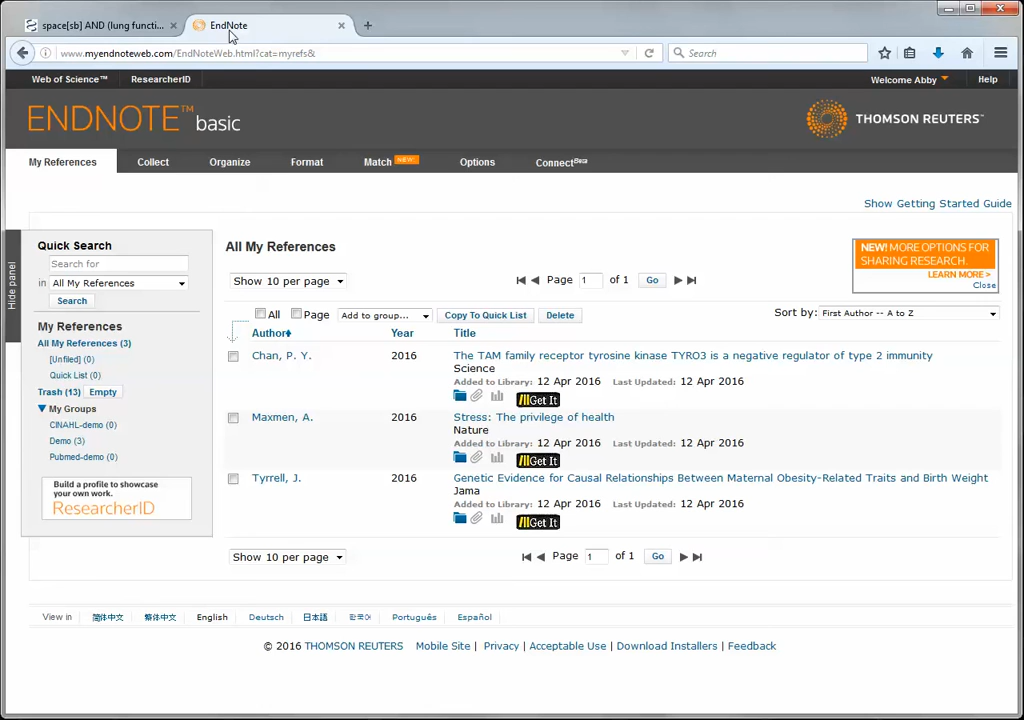 space[sb] AND (lung functi...
EndNote
www.myendnoteweb.com/EndNoteWeb.html?cat=myrefs&
Search
Web of Science™ ResearcherID
Welcome Abby Help
ENDNOTE™ basic
THOMSON REUTERS™
My References Collect Organize Format Match NEW! Options Connect Beta
Show Getting Started Guide
Hide panel
Quick Search
Search for
in All My References
Search
My References
All My References (3)
[Unfiled] (0)
Quick List (0)
Trash (13) Empty
My Groups
CINAHL-demo (0)
Demo (3)
Pubmed-demo (0)
Build a profile to showcase
your own work.
ResearcherID
All My References
NEW! MORE OPTIONS FOR
SHARING RESEARCH.
LEARN MORE >
Close
Show 10 per page Page 1 of 1 Go
All Page Add to group... Copy To Quick List Delete Sort by: First Author -- A to Z
Author Year Title
Chan, P. Y. 2016 The TAM family receptor tyrosine kinase TYRO3 is a negative regulator of type 2 immunity
Science
Added to Library: 12 Apr 2016 Last Updated: 12 Apr 2016
Get It
Maxmen, A. 2016 Stress: The privilege of health
Nature
Added to Library: 12 Apr 2016 Last Updated: 12 Apr 2016
Get It
Tyrrell, J. 2016 Genetic Evidence for Causal Relationships Between Maternal Obesity-Related Traits and Birth Weight
Jama
Added to Library: 12 Apr 2016 Last Updated: 12 Apr 2016
Get It
Show 10 per page Page 1 of 1 Go
View in 简体中文 繁體中文 English Deutsch 日本語 한국어 Português Español
© 2016 THOMSON REUTERS Mobile Site Privacy Acceptable Use Download Installers Feedback